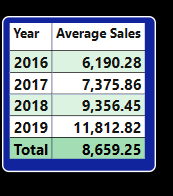 Year Average Sales
2016 6,190.28
2017 7,375.86
2018 9,356.45
2019 11,812.82
Total 8,659.25